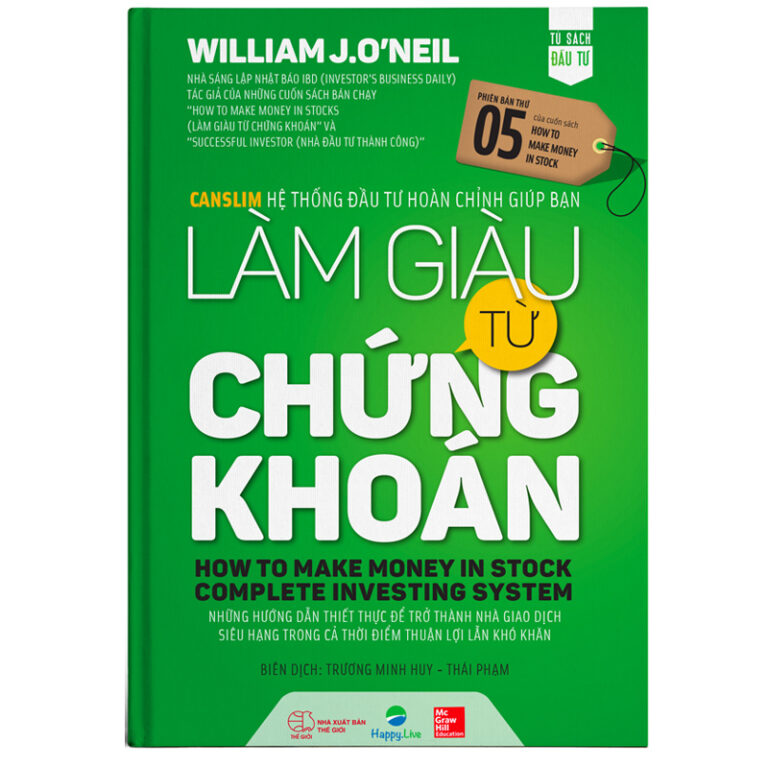 WILLIAM J.O'NEIL
NHÀ SÁNG LẬP NHẬT BÁO IBD (INVESTOR'S BUSINESS DAILY)
TÁC GIẢ CỦA NHỮNG CUỐN SÁCH BÁN CHẠY
"HOW TO MAKE MONEY IN STOCKS
(LÀM GIÀU TỪ CHỨNG KHOÁN" VÀ
"SUCCESSFUL INVESTOR (NHÀ ĐẦU TƯ THÀNH CÔNG)"
TỦ SÁCH
ĐẦU TƯ
PHIÊN BẢN THỨ
05
của cuốn sách
HOW TO
MAKE MONEY
IN STOCK
CANSLIM HỆ THỐNG ĐẦU TƯ HOÀN CHỈNH GIÚP BẠN
LÀM GIÀU
TỪ
CHỨNG
KHOÁN
HOW TO MAKE MONEY IN STOCK
COMPLETE INVESTING SYSTEM
NHỮNG HƯỚNG DẪN THIẾT THỰC ĐỂ TRỞ THÀNH NHÀ GIAO DỊCH
SIÊU HẠNG TRONG CẢ THỜI ĐIỂM THUẬN LỢI LẪN KHÓ KHĂN
BIÊN DỊCH: TRƯƠNG MINH HUY - THÁI PHẠM
THẾ GIỚI
NHÀ XUẤT BẢN
THẾ GIỚI
Happy.Live
Mc
Graw
Hill
Education